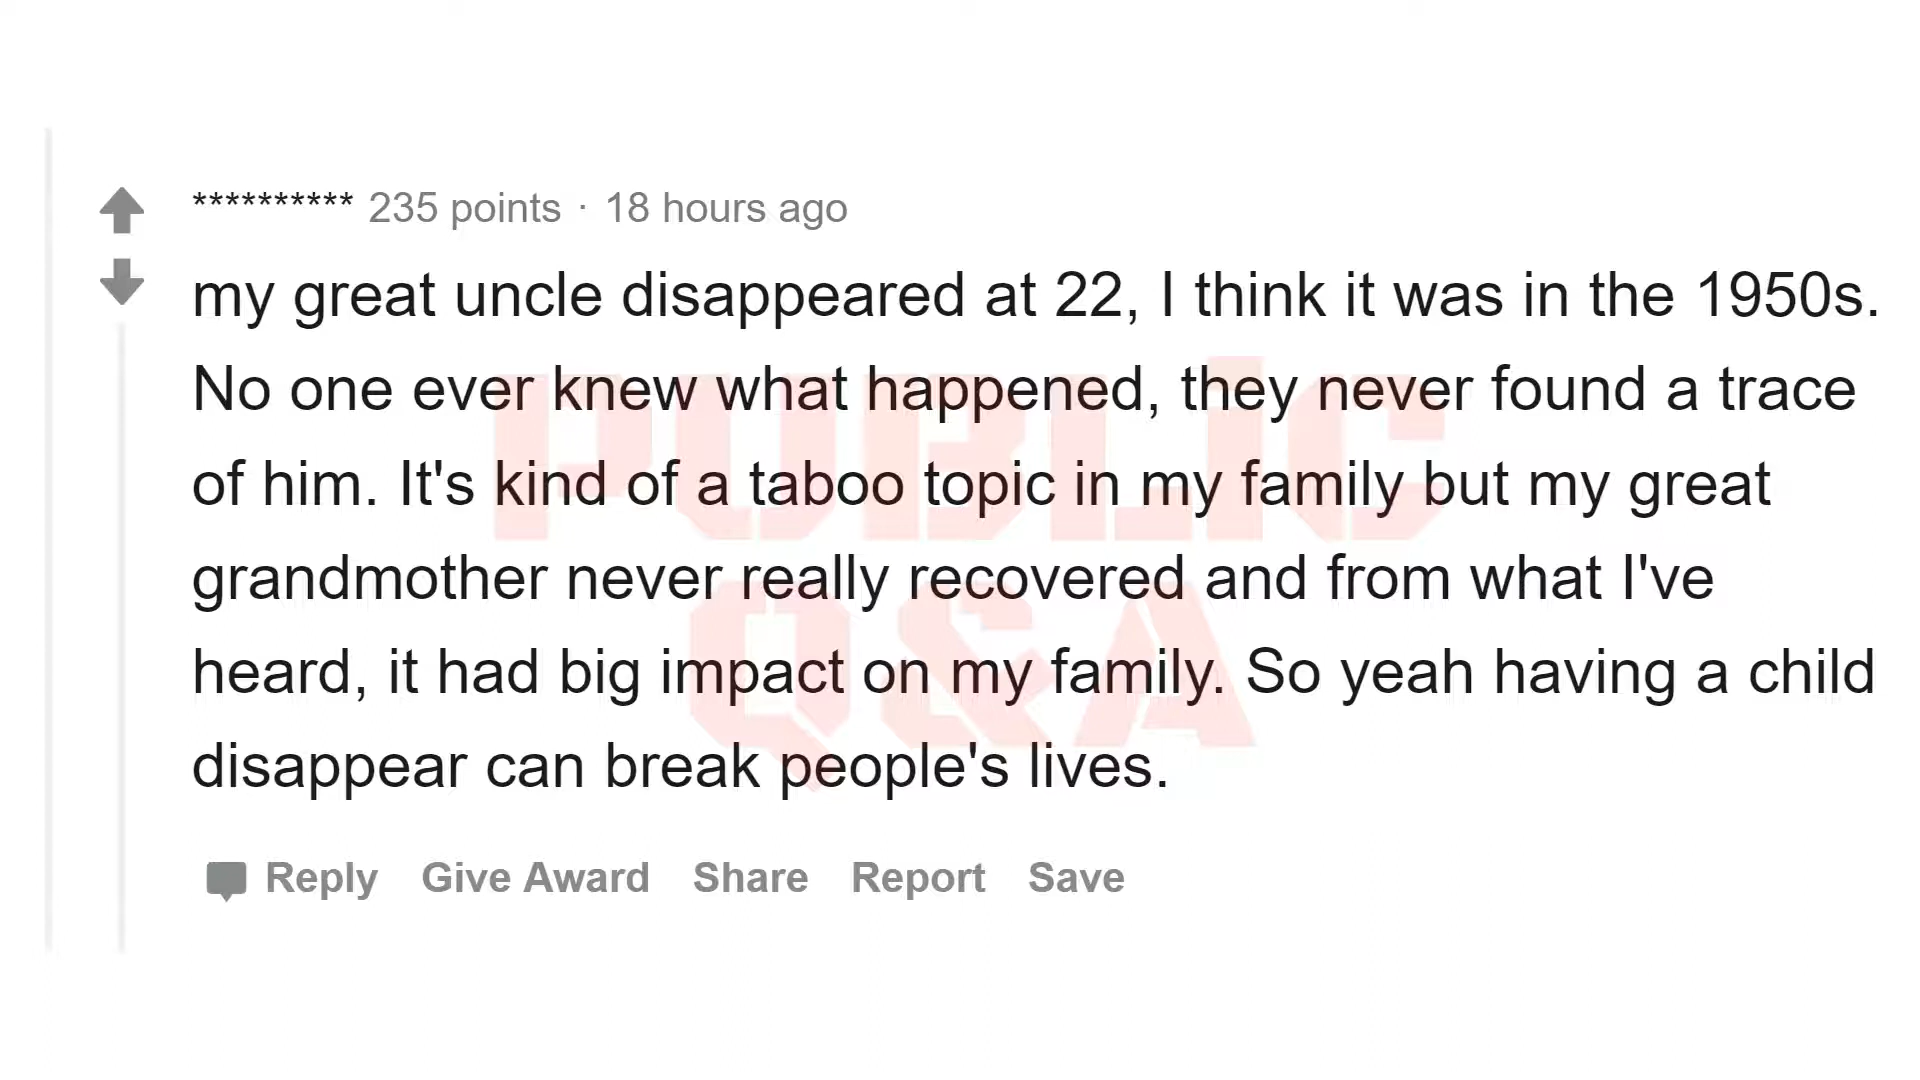 ********** 235 points · 18 hours ago
my great uncle disappeared at 22, I think it was in the 1950s.
No one ever knew what happened, they never found a trace
of him. It's kind of a taboo topic in my family but my great
grandmother never really recovered and from what I've
heard, it had big impact on my family. So yeah having a child
disappear can break people's lives.
Reply Give Award Share Report Save
PUBLIC
Q&A